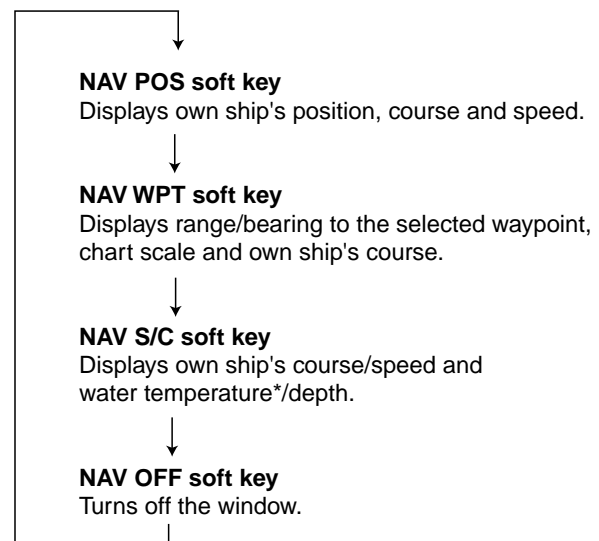 NAV POS soft key
Displays own ship's position, course and speed.
NAV WPT soft key
Displays range/bearing to the selected waypoint,
chart scale and own ship's course.
NAV S/C soft key
Displays own ship's course/speed and
water temperature*/depth.
NAV OFF soft key
Turns off the window.